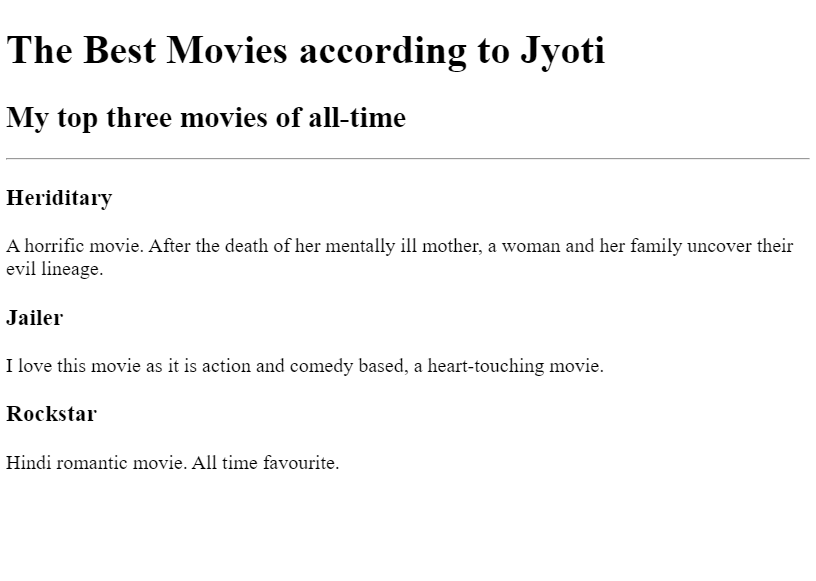 The Best Movies according to Jyoti
My top three movies of all-time
Heriditary
A horrific movie. After the death of her mentally ill mother, a woman and her family uncover their
evil lineage.
Jailer
I love this movie as it is action and comedy based, a heart-touching movie.
Rockstar
Hindi romantic movie. All time favourite.